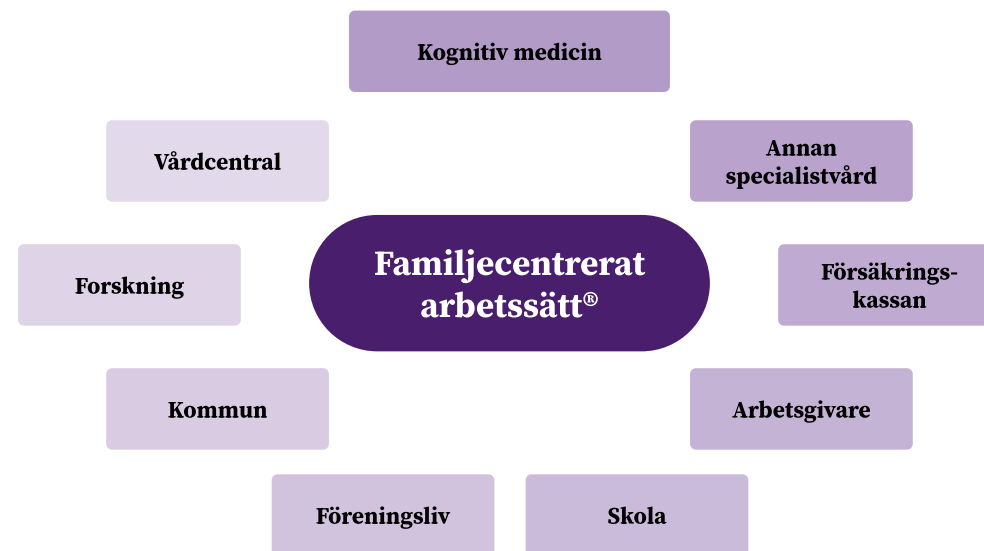 Kognitiv medicin
Vårdcentral
Annan
specialistvård
Familjecentrerat
arbetssätt®
Forskning
Försäkrings-
kassan
Kommun
Arbetsgivare
Föreningsliv
Skola